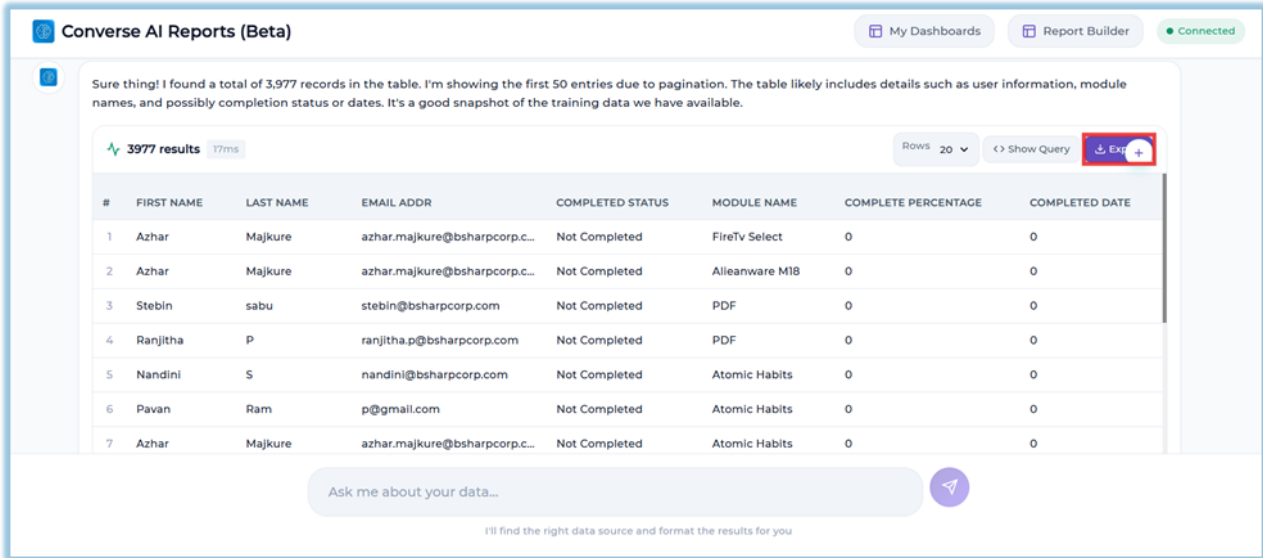 Converse AI Reports (Beta)
My Dashboards
Report Builder
Connected
Sure thing! I found a total of 3,977 records in the table. I'm showing the first 50 entries due to pagination. The table likely includes details such as user information, module
names, and possibly completion status or dates. It's a good snapshot of the training data we have available.
3977 results 17ms
Rows 20
<> Show Query
Exp
+
# FIRST NAME LAST NAME EMAIL ADDR COMPLETED STATUS MODULE NAME COMPLETE PERCENTAGE COMPLETED DATE
1 Azhar Majkure azhar.majkure@bsharpcorp.c... Not Completed FireTv Select 0 0
2 Azhar Majkure azhar.majkure@bsharpcorp.c... Not Completed Alieanware M18 0 0
3 Stebin sabu stebin@bsharpcorp.com Not Completed PDF 0 0
4 Ranjitha P ranjitha.p@bsharpcorp.com Not Completed PDF 0 0
5 Nandini S nandini@bsharpcorp.com Not Completed Atomic Habits 0 0
6 Pavan Ram p@gmail.com Not Completed Atomic Habits 0 0
7 Azhar Majkure azhar.majkure@bsharpcorp.c... Not Completed Atomic Habits 0 0
Ask me about your data...
I'll find the right data source and format the results for you